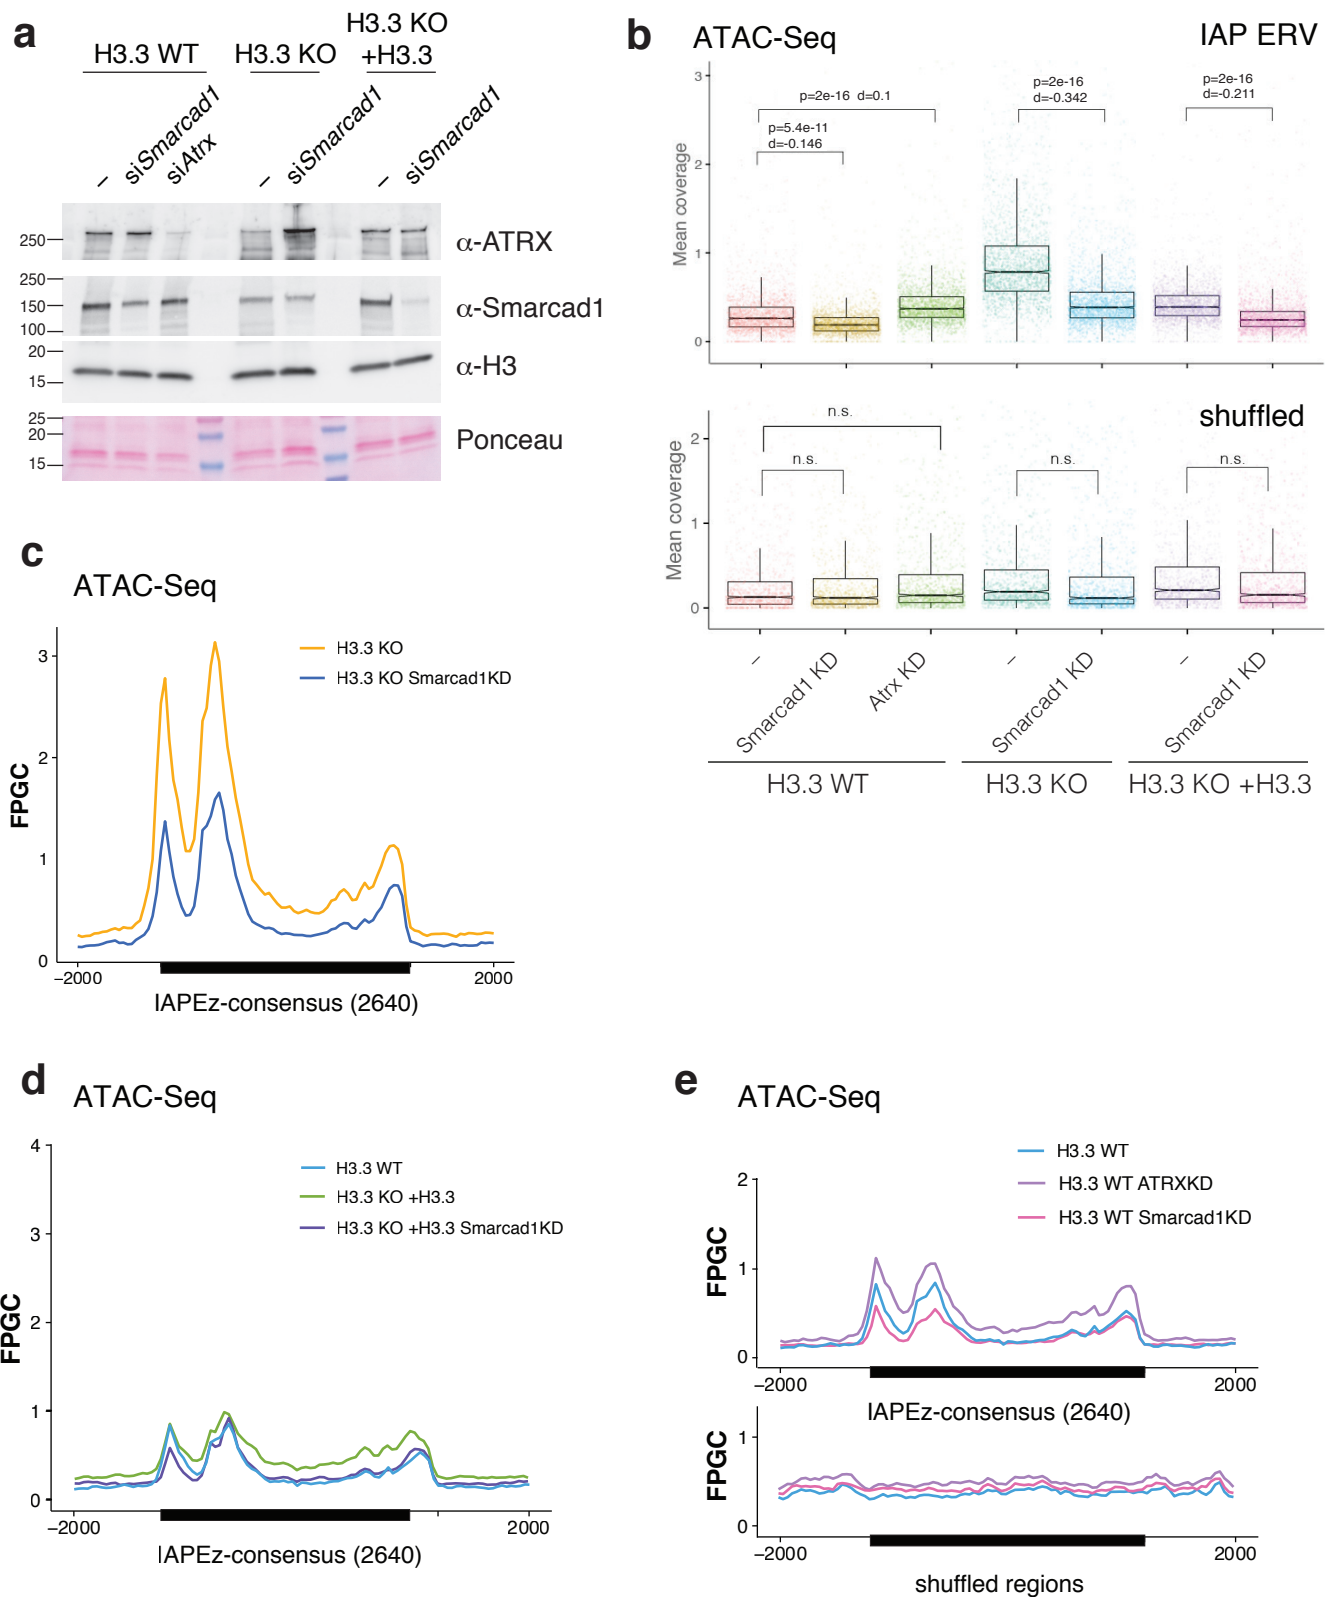 a
H3.3 WT
H3.3 KO
H3.3 KO
+H3.3
–
siSmarcad1
siAtrx
–
siSmarcad1
–
siSmarcad1
250
α-ATRX
250
150
100
α-Smarcad1
20
15
α-H3
25
20
15
Ponceau
b
ATAC-Seq
IAP ERV
Mean coverage
3
2
1
0
p=2e-16 d=0.1
p=5.4e-11
d=-0.146
p=2e-16
d=-0.342
p=2e-16
d=-0.211
shuffled
Mean coverage
2
1
0
n.s.
n.s.
n.s.
n.s.
–
Smarcad1 KD
Atrx KD
–
Smarcad1 KD
–
Smarcad1 KD
H3.3 WT
H3.3 KO
H3.3 KO +H3.3
c
ATAC-Seq
FPGC
3
2
1
0
H3.3 KO
H3.3 KO Smarcad1KD
−2000
2000
IAPEz-consensus (2640)
d
ATAC-Seq
FPGC
4
3
2
1
0
H3.3 WT
H3.3 KO +H3.3
H3.3 KO +H3.3 Smarcad1KD
−2000
2000
IAPEz-consensus (2640)
e
ATAC-Seq
H3.3 WT
H3.3 WT ATRXKD
H3.3 WT Smarcad1KD
FPGC
2
1
0
−2000
2000
IAPEz-consensus (2640)
FPGC
1
0
−2000
2000
shuffled regions